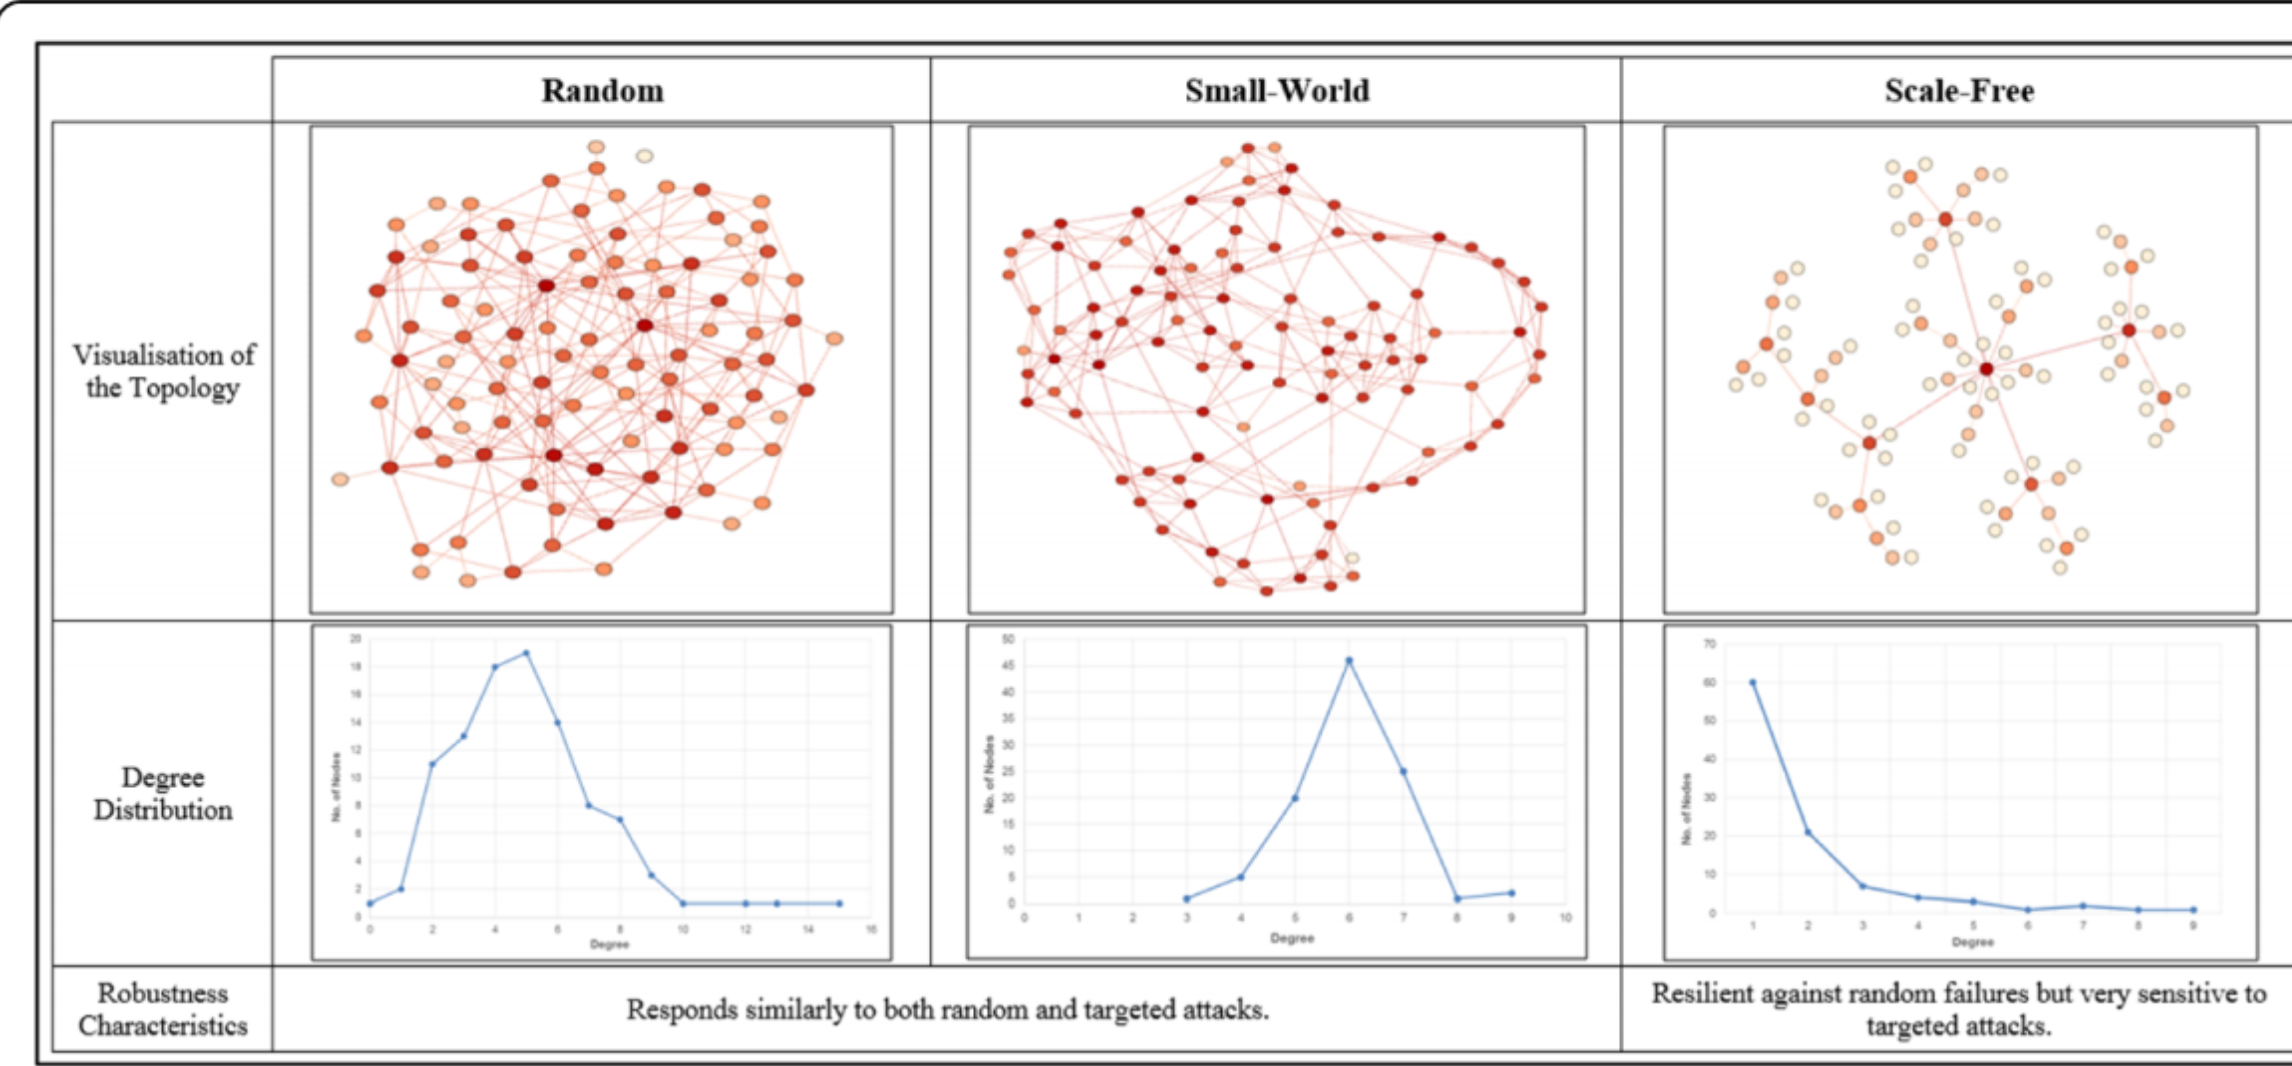 Random
Small-World
Scale-Free
Visualisation of
the Topology
Degree
Distribution
20
18
16
14
12
10
8
6
4
2
0
No. of Nodes
0 2 4 6 8 10 12 14 16
Degree
50
45
40
35
30
25
20
15
10
5
0
No. of Nodes
0 1 2 3 4 5 6 7 8 9 10
Degree
70
60
50
40
30
20
10
0
No. of Nodes
1 2 3 4 5 6 7 8 9
Degree
Robustness
Characteristics
Responds similarly to both random and targeted attacks.
Resilient against random failures but very sensitive to
targeted attacks.